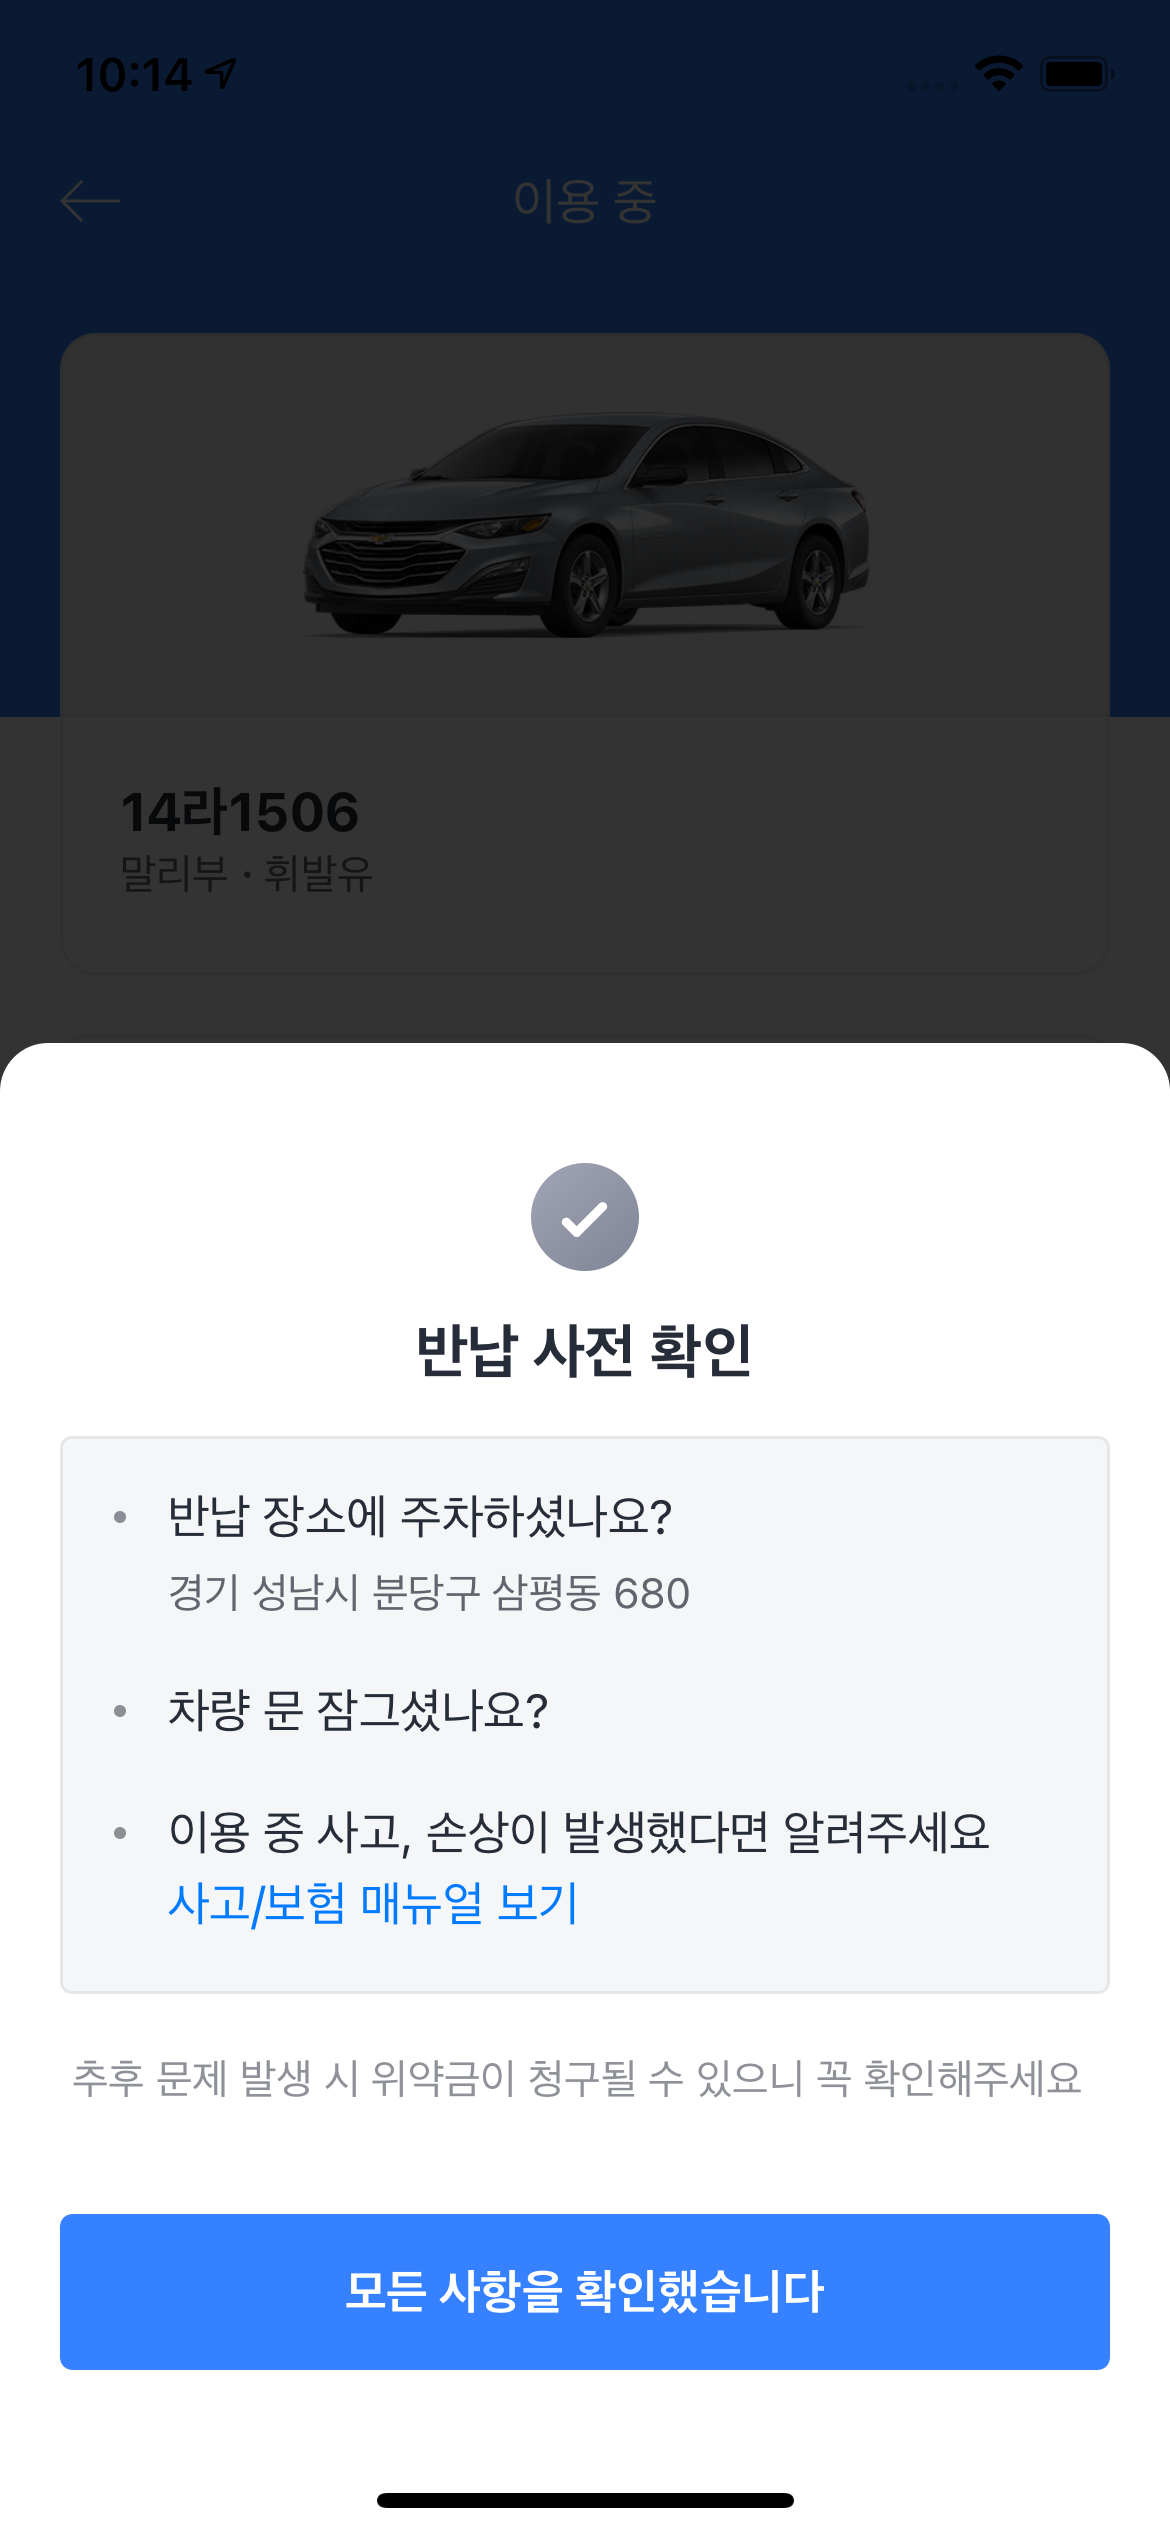 10:14
이용 중
14라1506
말리부 · 휘발유
반납 사전 확인
• 반납 장소에 주차하셨나요?
경기 성남시 분당구 삼평동 680
• 차량 문 잠그셨나요?
• 이용 중 사고, 손상이 발생했다면 알려주세요
사고/보험 매뉴얼 보기
추후 문제 발생 시 위약금이 청구될 수 있으니 꼭 확인해주세요
모든 사항을 확인했습니다